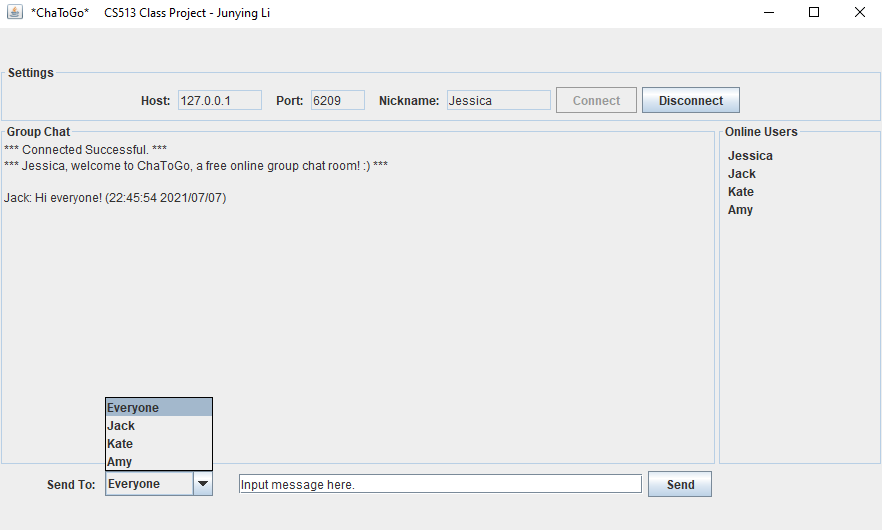 *ChaToGo* CS513 Class Project - Junying Li
Settings
Host: 127.0.0.1 Port: 6209 Nickname: Jessica Connect Disconnect
Group Chat
*** Connected Successful. ***
*** Jessica, welcome to ChaToGo, a free online group chat room! :) ***
Jack: Hi everyone! (22:45:54 2021/07/07)
Online Users
Jessica
Jack
Kate
Amy
Everyone
Jack
Kate
Amy
Send To: Everyone Input message here. Send